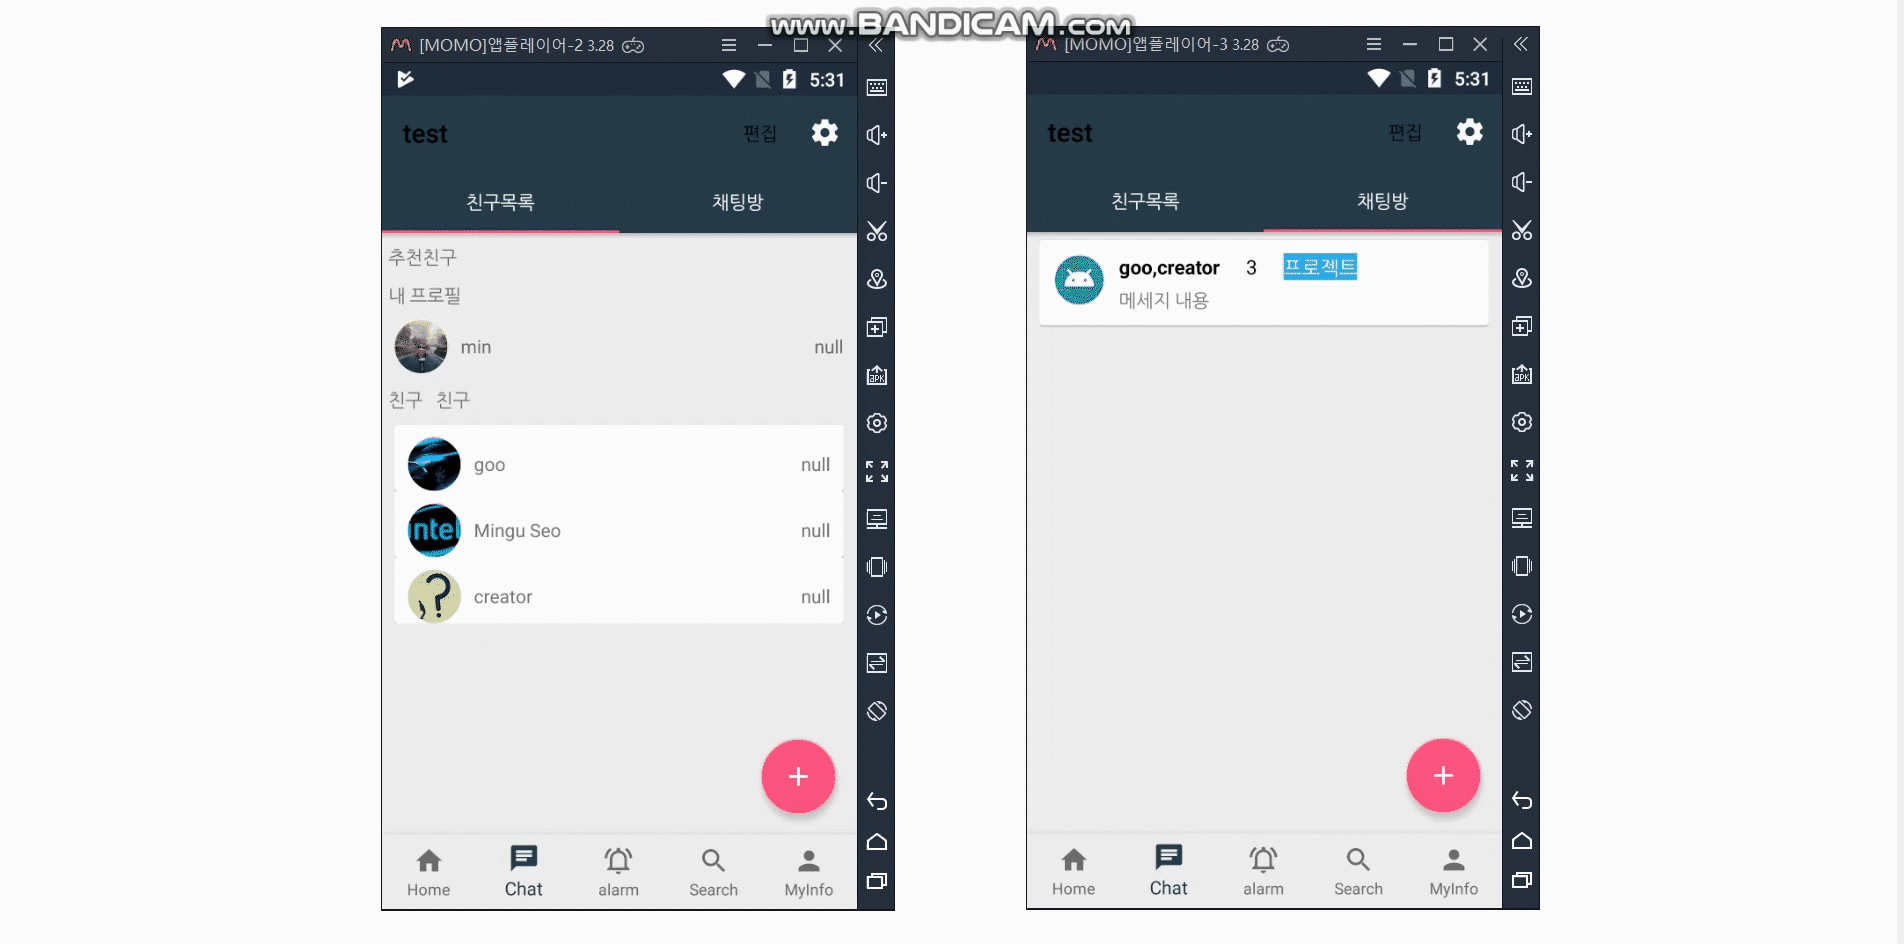 www.BANDICAM.com
[MOMO]앱플레이어-2 3.28
5:31
test 편집
친구목록 채팅방
추천친구
내 프로필
min null
친구 친구
goo null
ntel
Mingu Seo null
? creator null
+
APK
Home Chat alarm Search MyInfo
[MOMO]앱플레이어-3 3.28
5:31
test 편집
친구목록 채팅방
goo,creator 3 프로젝트
메세지 내용
+
APK
Home Chat alarm Search MyInfo